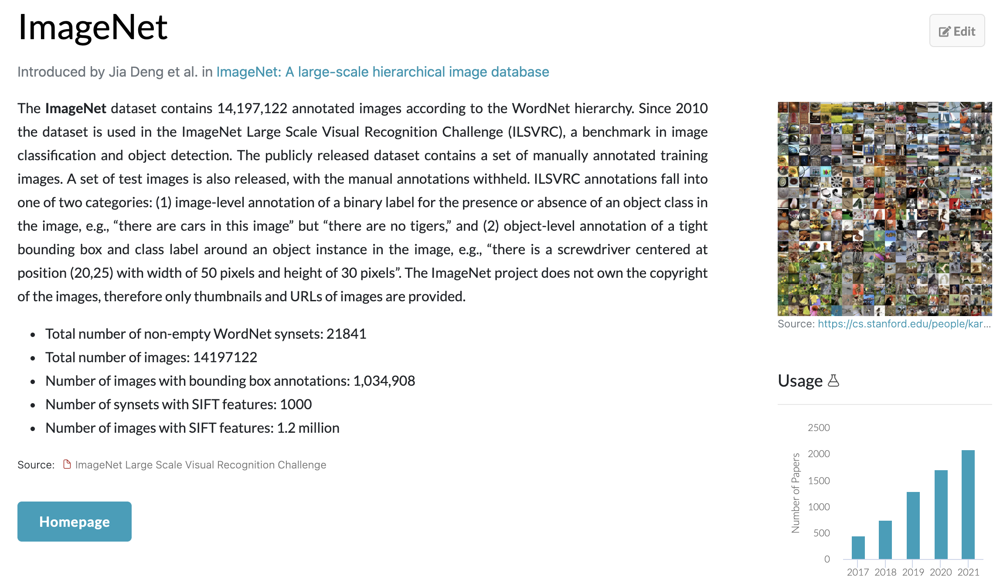 ImageNet
Edit
Introduced by Jia Deng et al. in ImageNet: A large-scale hierarchical image database
The ImageNet dataset contains 14,197,122 annotated images according to the WordNet hierarchy. Since 2010
the dataset is used in the ImageNet Large Scale Visual Recognition Challenge (ILSVRC), a benchmark in image
classification and object detection. The publicly released dataset contains a set of manually annotated training
images. A set of test images is also released, with the manual annotations withheld. ILSVRC annotations fall into
one of two categories: (1) image-level annotation of a binary label for the presence or absence of an object class in
the image, e.g., “there are cars in this image” but “there are no tigers,” and (2) object-level annotation of a tight
bounding box and class label around an object instance in the image, e.g., “there is a screwdriver centered at
position (20,25) with width of 50 pixels and height of 30 pixels”. The ImageNet project does not own the copyright
of the images, therefore only thumbnails and URLs of images are provided.
• Total number of non-empty WordNet synsets: 21841
• Total number of images: 14197122
• Number of images with bounding box annotations: 1,034,908
• Number of synsets with SIFT features: 1000
• Number of images with SIFT features: 1.2 million
Source: ImageNet Large Scale Visual Recognition Challenge
Homepage
Source: https://cs.stanford.edu/people/kar...
Usage
Number of Papers
2500
2000
1500
1000
500
0
2017 2018 2019 2020 2021